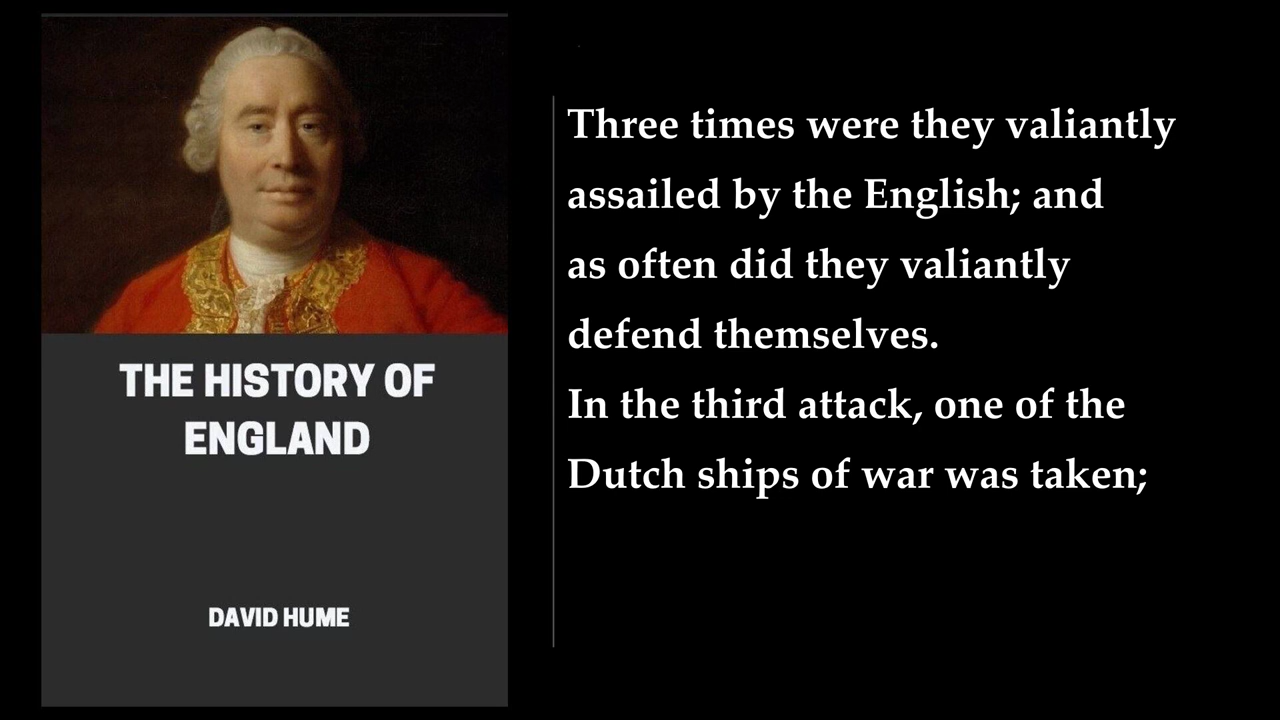 THE HISTORY OF
ENGLAND
DAVID HUME
Three times were they valiantly
assailed by the English; and
as often did they valiantly
defend themselves.
In the third attack, one of the
Dutch ships of war was taken;